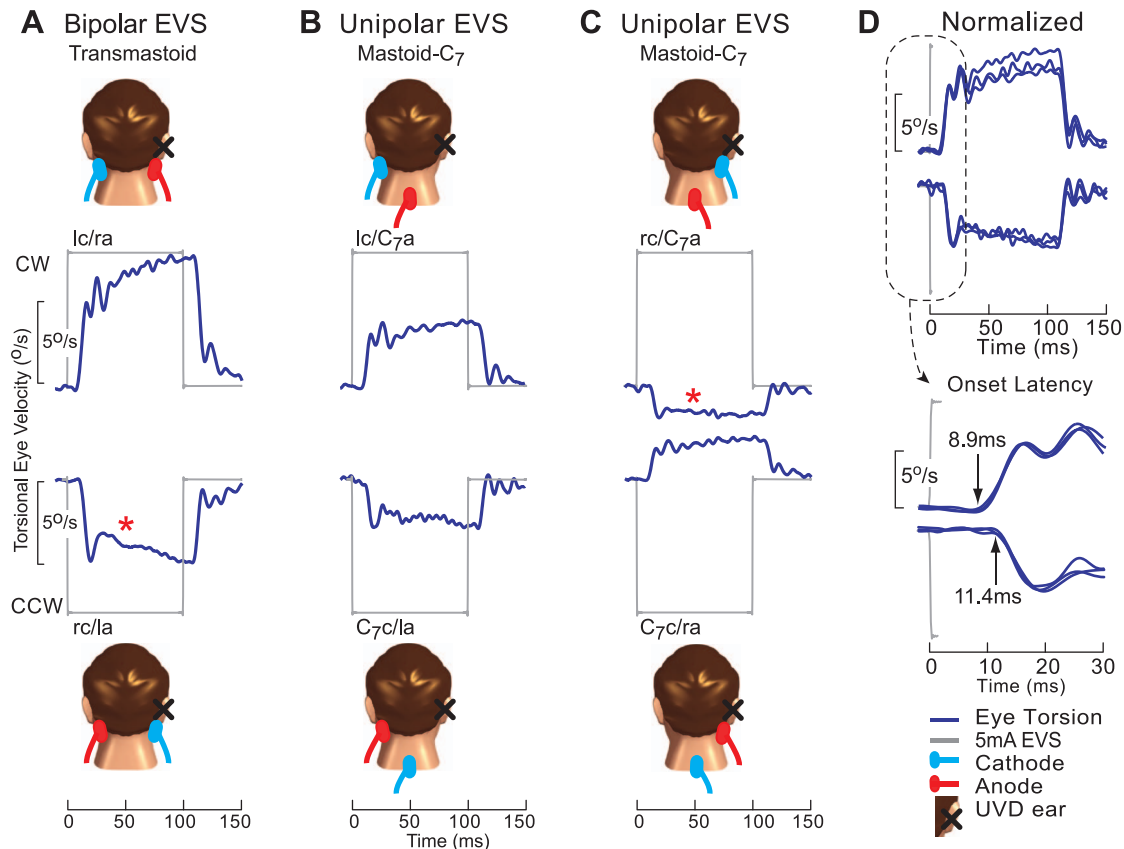 A Bipolar EVS
Transmastoid
B Unipolar EVS
Mastoid-C7
C Unipolar EVS
Mastoid-C7
D Normalized
lc/ra
lc/C7a
rc/C7a
CW
5°/s
Torsional Eye Velocity (°/s)
5°/s
CCW
*
*
rc/la
C7c/la
C7c/ra
0 50 100 150
0 50 100 150
Time (ms)
0 50 100 150
5°/s
0 50 100 150
Time (ms)
Onset Latency
8.9ms
5°/s
11.4ms
0 10 20 30
Time (ms)
Eye Torsion
5mA EVS
Cathode
Anode
UVD ear